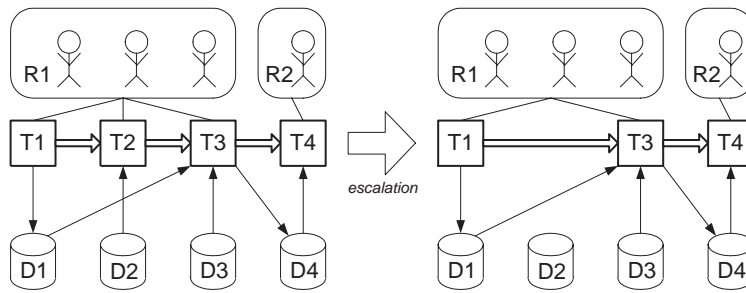 R1 R2 R1 R2
T1 T2 T3 T4 T1 T3 T4
escalation
D1 D2 D3 D4 D1 D2 D3 D4